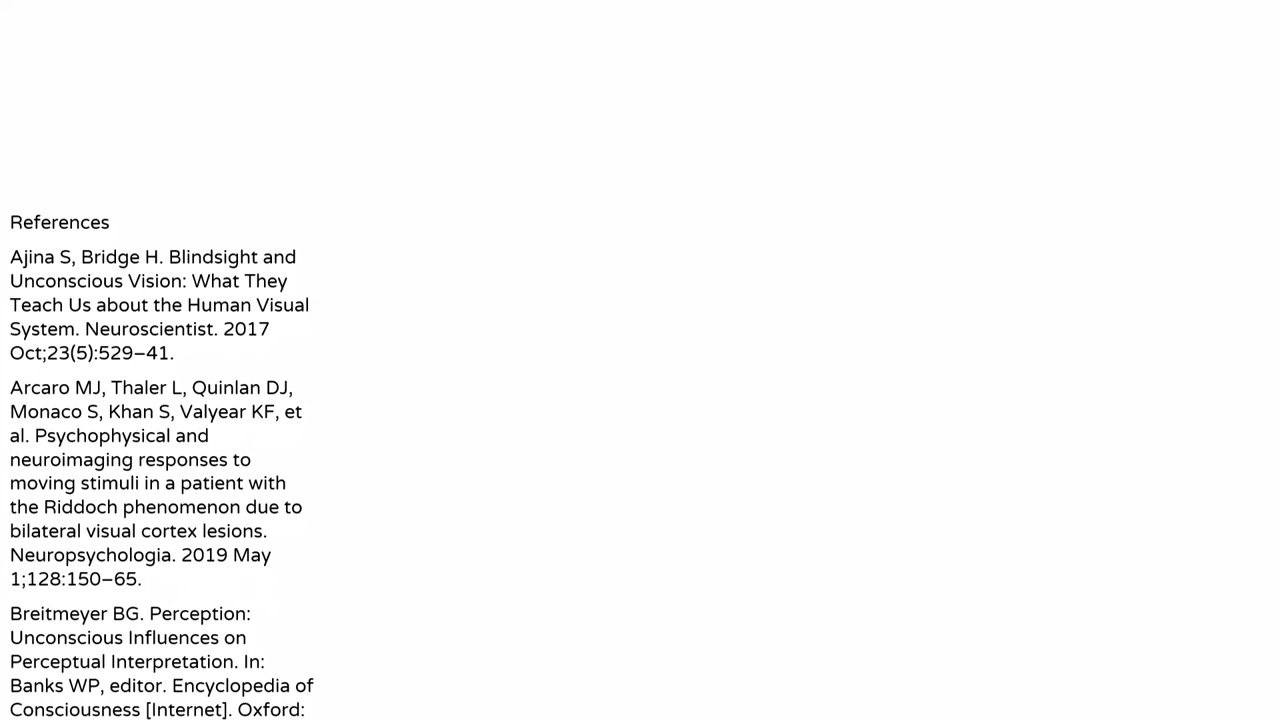 References
Ajina S, Bridge H. Blindsight and
Unconscious Vision: What They
Teach Us about the Human Visual
System. Neuroscientist. 2017
Oct;23(5):529–41.
Arcaro MJ, Thaler L, Quinlan DJ,
Monaco S, Khan S, Valyear KF, et
al. Psychophysical and
neuroimaging responses to
moving stimuli in a patient with
the Riddoch phenomenon due to
bilateral visual cortex lesions.
Neuropsychologia. 2019 May
1;128:150–65.
Breitmeyer BG. Perception:
Unconscious Influences on
Perceptual Interpretation. In:
Banks WP, editor. Encyclopedia of
Consciousness [Internet]. Oxford: